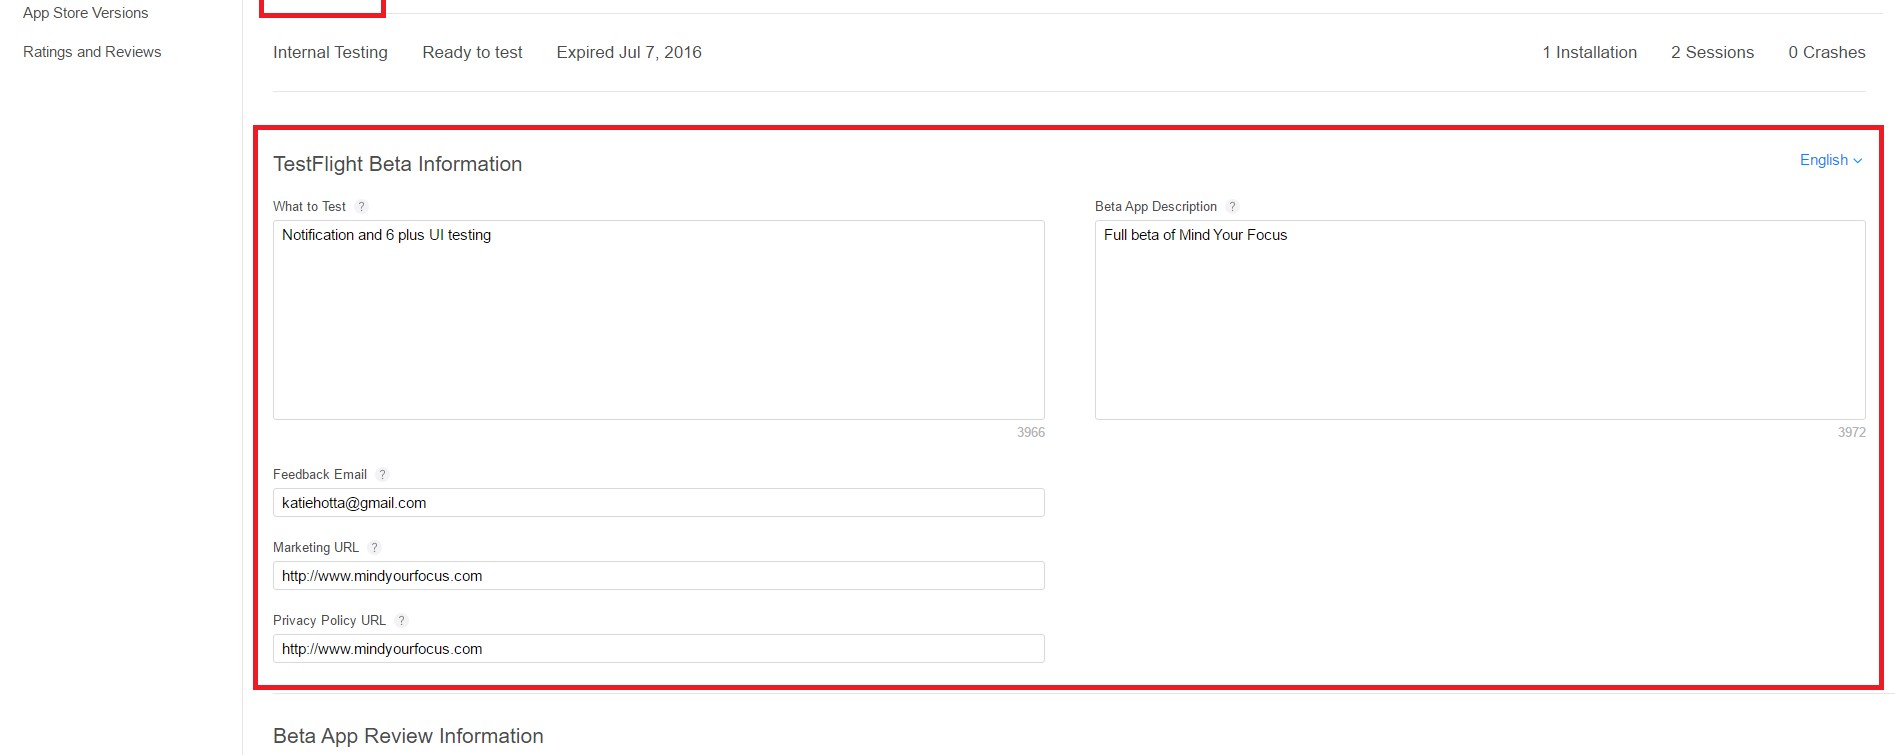 App Store Versions
Ratings and Reviews
Internal Testing Ready to test Expired Jul 7, 2016 1 Installation 2 Sessions 0 Crashes
TestFlight Beta Information English
What to Test ? Beta App Description ?
Notification and 6 plus UI testing Full beta of Mind Your Focus
3966 3972
Feedback Email ?
katiehotta@gmail.com
Marketing URL ?
http://www.mindyourfocus.com
Privacy Policy URL ?
http://www.mindyourfocus.com
Beta App Review Information